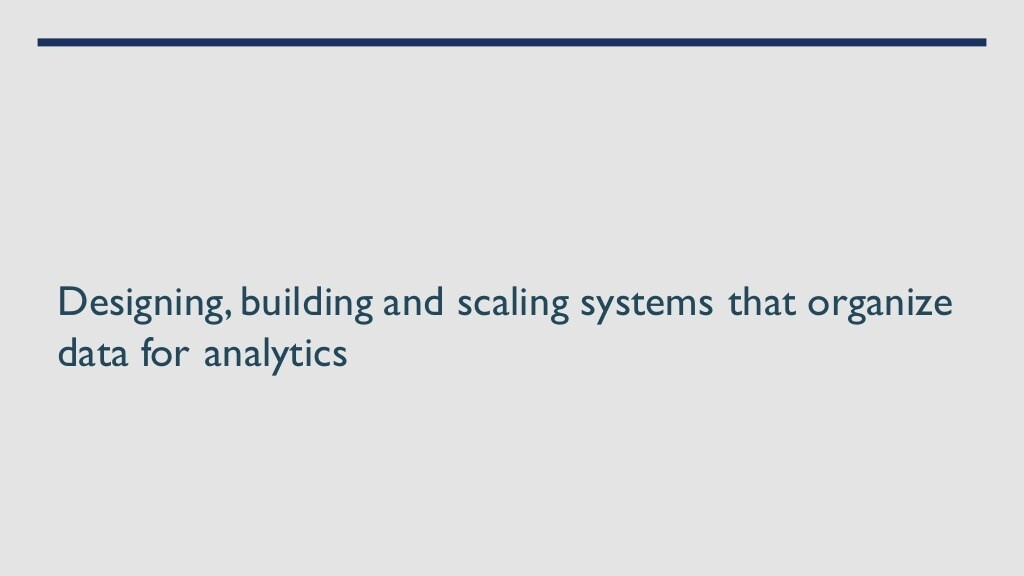 Designing, building and scaling systems that organize
data for analytics